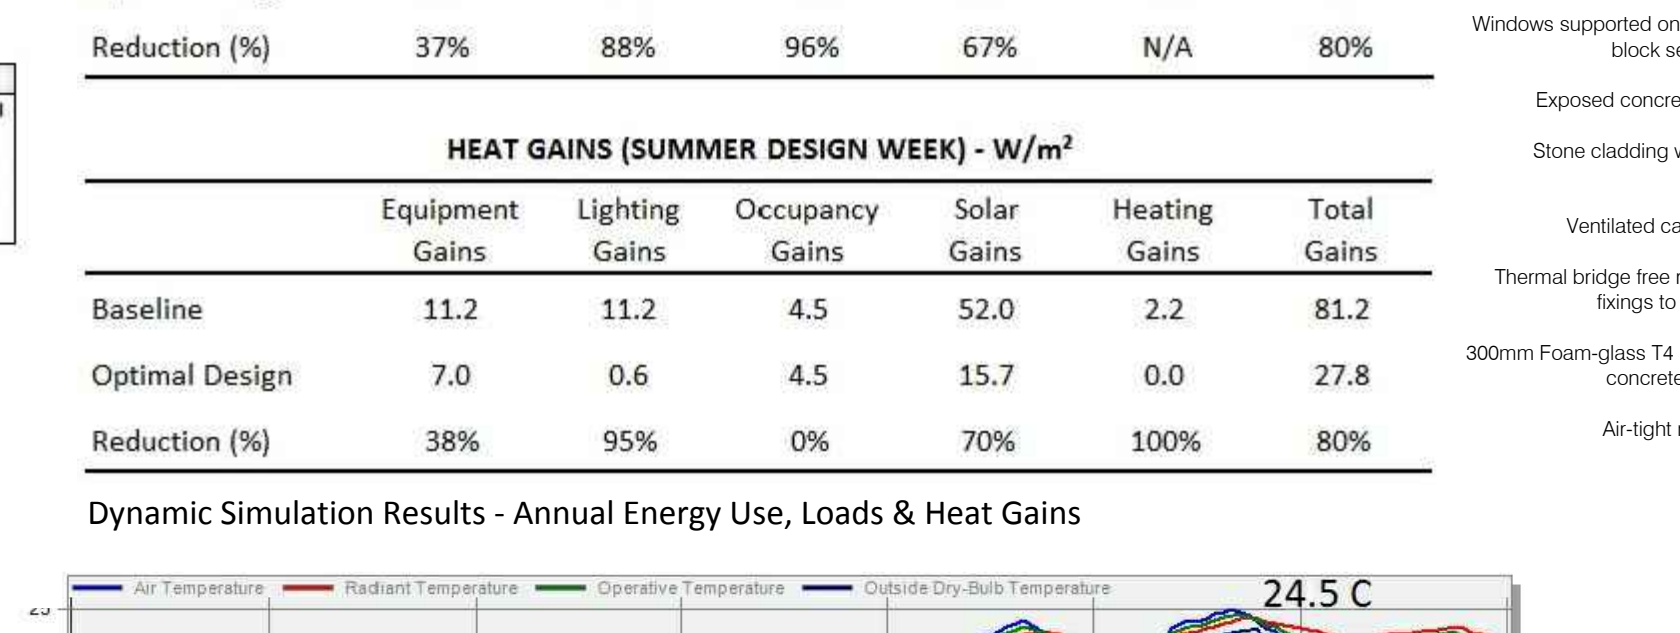 Reduction (%) 37% 88% 96% 67% N/A 80%
HEAT GAINS (SUMMER DESIGN WEEK) - W/m²
Equipment Lighting Occupancy Solar Heating Total
Gains Gains Gains Gains Gains Gains
Baseline 11.2 11.2 4.5 52.0 2.2 81.2
Optimal Design 7.0 0.6 4.5 15.7 0.0 27.8
Reduction (%) 38% 95% 0% 70% 100% 80%
Dynamic Simulation Results - Annual Energy Use, Loads & Heat Gains
Air Temperature Radiant Temperature Operative Temperature Outside Dry-Bulb Temperature
24.5 C
Windows supported on
block
Exposed
Stone cladding
Ventilated
Thermal bridge free
fixings to
300mm Foam-glass T4
concrete
Air-tight